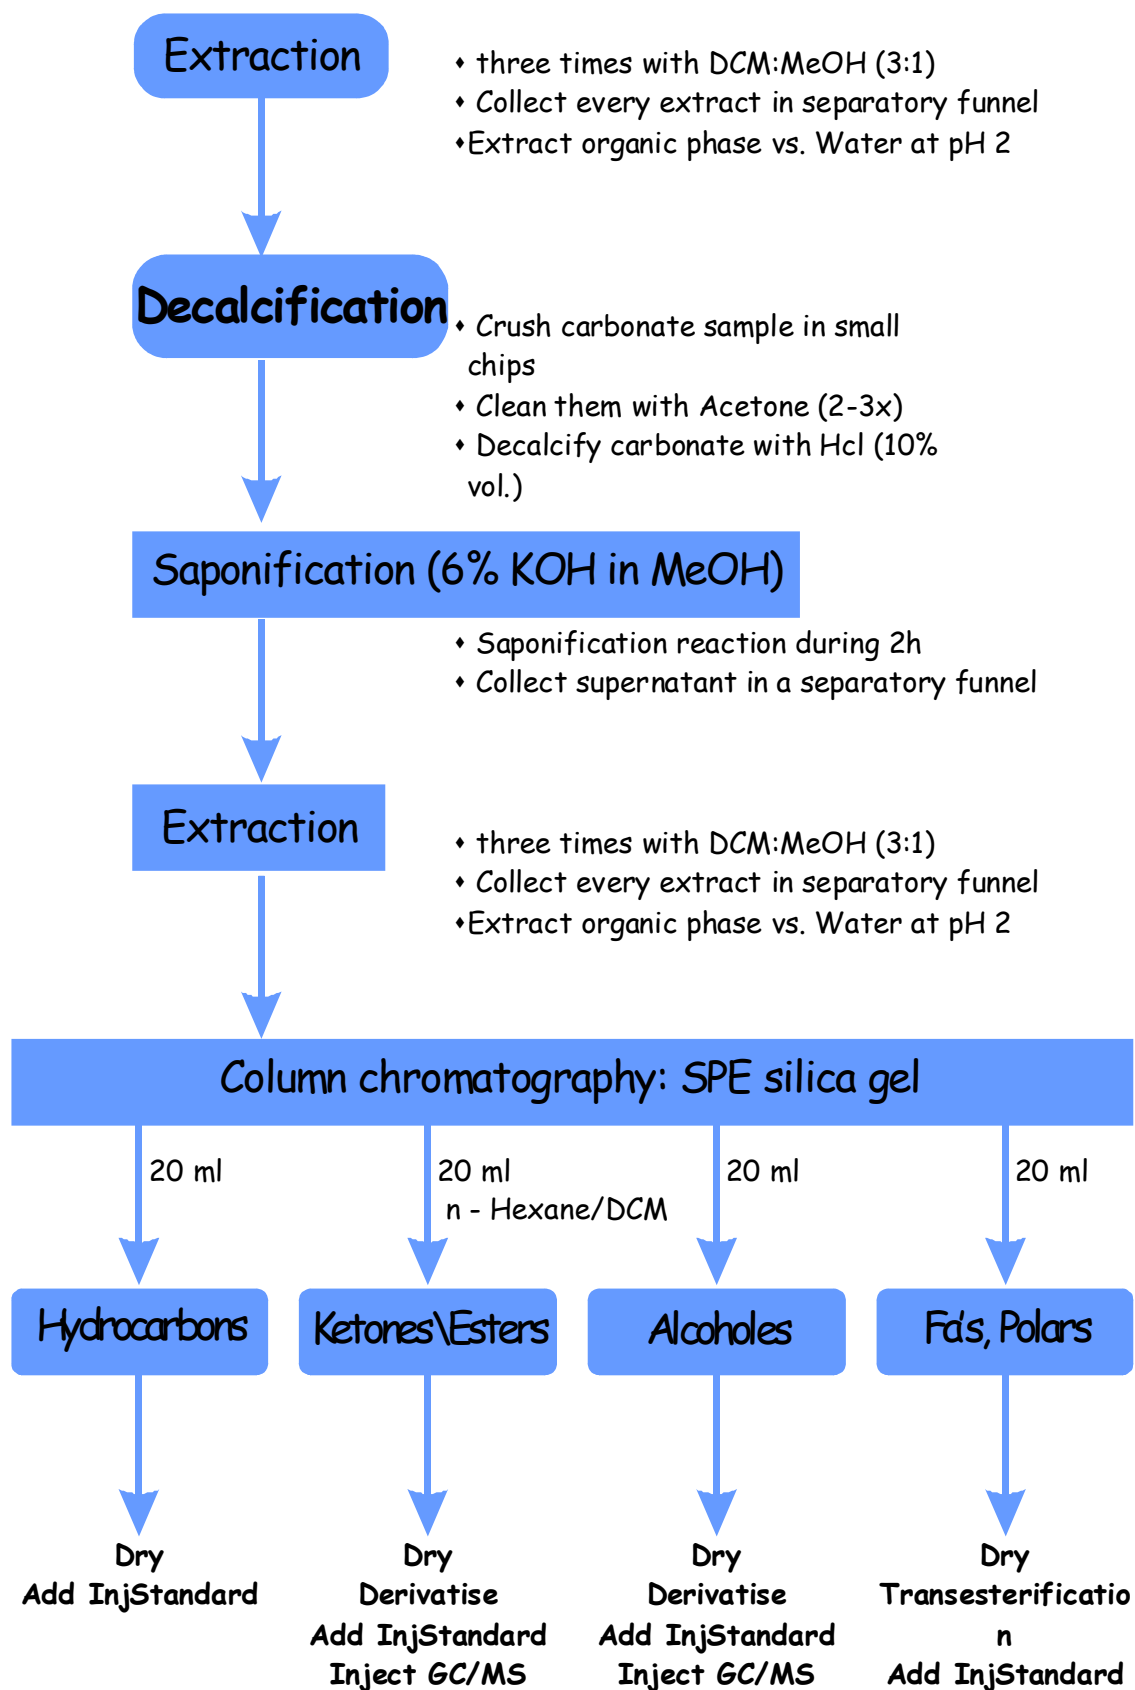 Extraction
♦ three times with DCM:MeOH (3:1)
♦ Collect every extract in separatory funnel
♦Extract organic phase vs. Water at pH 2
Decalcification
♦ Crush carbonate sample in small
chips
♦ Clean them with Acetone (2-3x)
♦ Decalcify carbonate with Hcl (10%
vol.)
Saponification (6% KOH in MeOH)
♦ Saponification reaction during 2h
♦ Collect supernatant in a separatory funnel
Extraction
♦ three times with DCM:MeOH (3:1)
♦ Collect every extract in separatory funnel
♦Extract organic phase vs. Water at pH 2
Column chromatography: SPE silica gel
20 ml
20 ml
n - Hexane/DCM
20 ml
20 ml
Hydrocarbons
Ketones\Esters
Alcoholes
Fa's, Polars
Dry
Add InjStandard
Dry
Derivatise
Add InjStandard
Inject GC/MS
Dry
Derivatise
Add InjStandard
Inject GC/MS
Dry
Transesterificatio
n
Add InjStandard